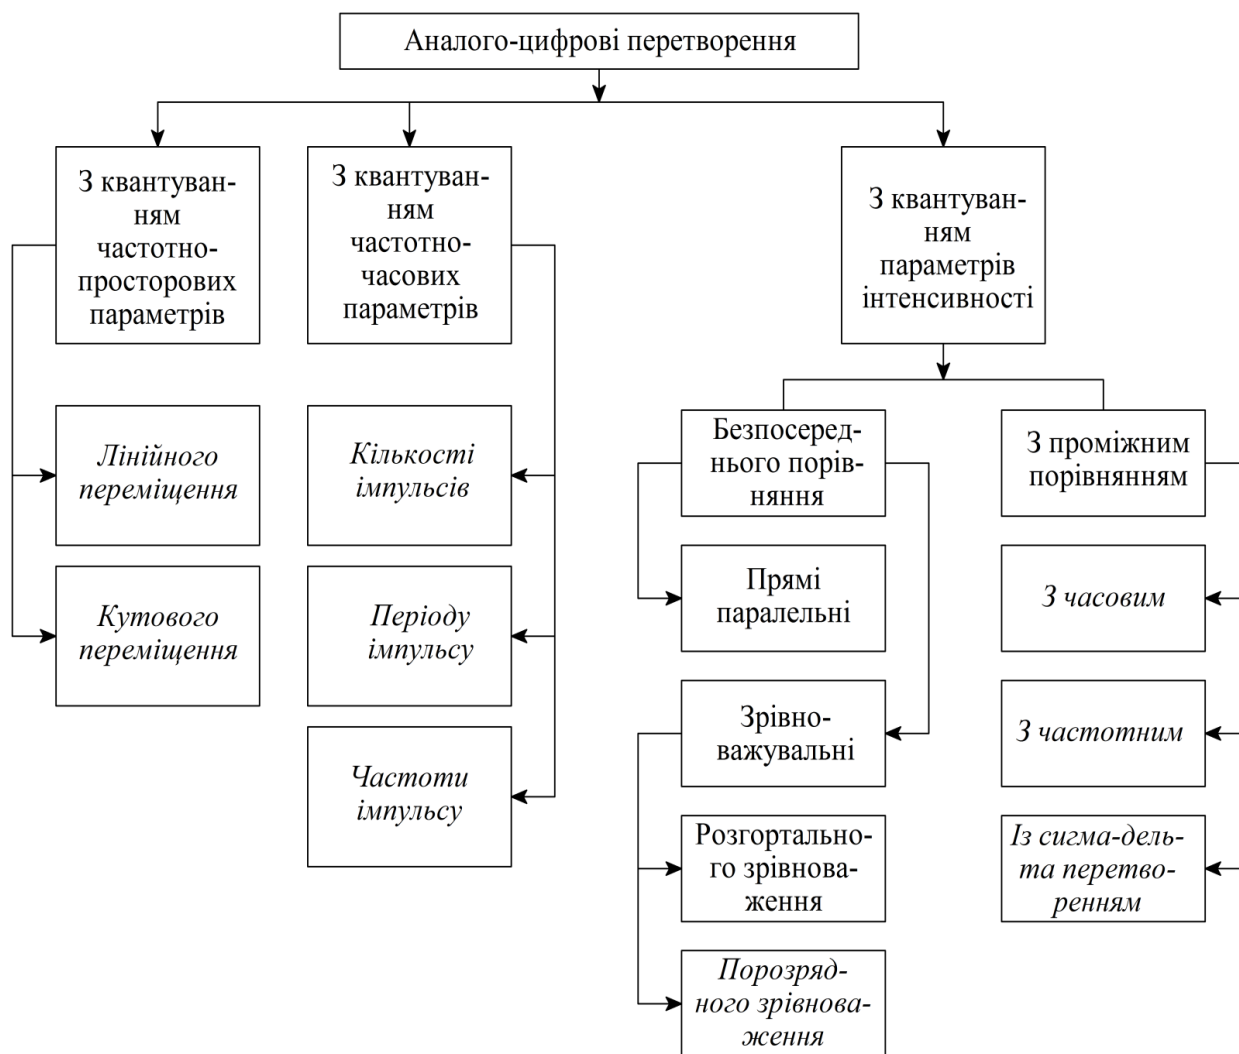 Аналого-цифрові перетворення
З квантуван-
ням
частотно-
просторових
параметрів
З квантуван-
ням
частотно-
часових
параметрів
З квантуван-
ням
параметрів
інтенсивності
Лінійного
переміщення
Кутового
переміщення
Кількості
імпульсів
Періоду
імпульсу
Частоти
імпульсу
Безпосеред-
нього порів-
няння
Прямі
паралельні
Зрівно-
важувальні
Розгортально-
го зрівнова-
ження
Порозряд-
ного зрівнова-
ження
З проміжним
порівнянням
З часовим
З частотним
Із сигма-дель-
та перетво-
ренням